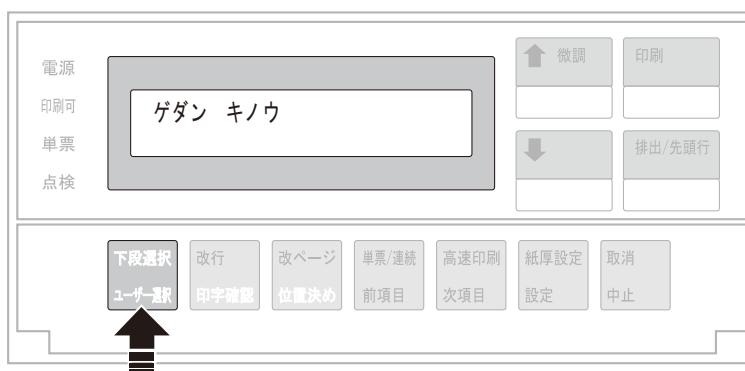 電源
印刷可
単票
点検
ゲダン キノウ
微調
印刷
排出/先頭行
下段選択
ユーザー選択
改行
印字確認
改ページ
位置決め
単票/連続
前項目
高速印刷
次項目
紙厚設定
設定
取消
中止